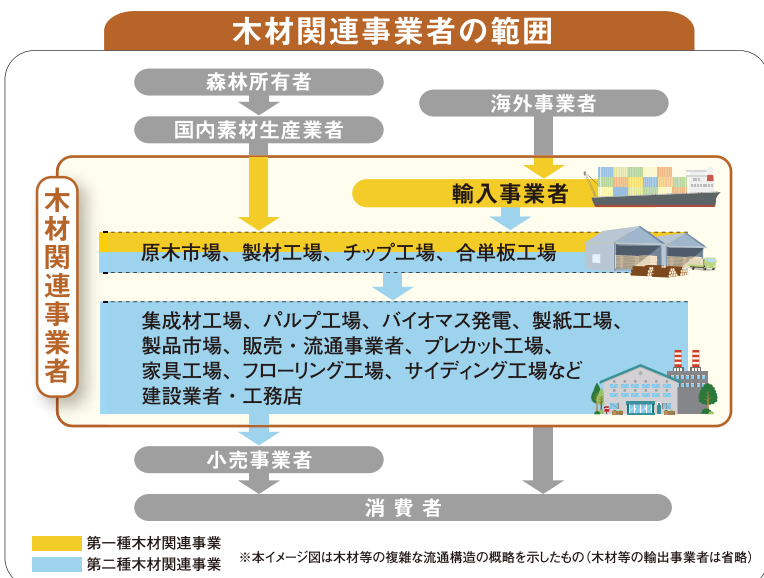 木材関連事業者の範囲
森林所有者
海外事業者
国内素材生産業者
木材関連事業者
輸入事業者
原木市場、製材工場、チップ工場、合単板工場
集成材工場、パルプ工場、バイオマス発電、製紙工場、
製品市場、販売・流通事業者、プレカット工場、
家具工場、フローリング工場、サイディング工場など
建設業者・工務店
小売事業者
消費者
第一種木材関連事業
第二種木材関連事業
※本イメージ図は木材等の複雑な流通構造の概略を示したもの(木材等の輸出事業者は省略)